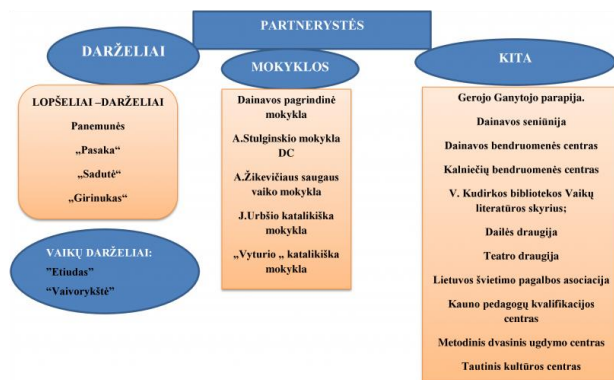 PARTNERYSTĖS
DARŽELIAI
LOPŠELIAI –DARŽELIAI
Panemunės
„Pasaka“
„Sadutė“
„Girinukas“
VAIKŲ DARŽELIAI:
”Etiudas”
“Vaivorykštė”
MOKYKLOS
Dainavos pagrindinė
mokykla
A.Stulginskio mokykla
DC
A.Žikevičiaus saugaus
vaiko mokykla
J.Urbšio katalikiška
mokykla
„Vyturio „ katalikiška
mokykla
KITA
Gerojo Ganytojo parapija.
Dainavos seniūnija
Dainavos bendruomenės centras
Kalniečių bendruomenės centras
V. Kudirkos bibliotekos Vaikų
literatūros skyrius;
Dailės draugija
Teatro draugija
Lietuvos švietimo pagalbos asociacija
Kauno pedagogų kvalifikacijos
centras
Metodinis dvasinis ugdymo centras
Tautinis kultūros centras